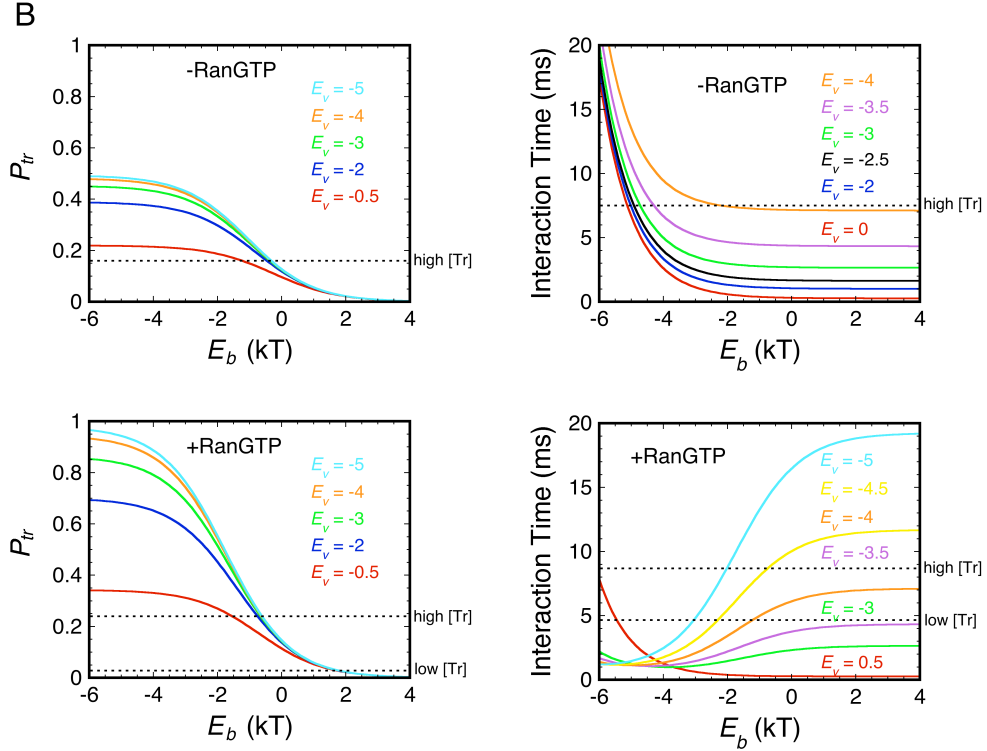 B
-RanGTP
E_v = -5
E_v = -4
E_v = -3
E_v = -2
E_v = -0.5
high [Tr]
P_tr
1
0.8
0.6
0.4
0.2
0
-6 -4 -2 0 2 4
E_b (kT)
-RanGTP
E_v = -4
E_v = -3.5
E_v = -3
E_v = -2.5
E_v = -2
E_v = 0
high [Tr]
Interaction Time (ms)
20
15
10
5
0
-6 -4 -2 0 2 4
E_b (kT)
+RanGTP
E_v = -5
E_v = -4
E_v = -3
E_v = -2
E_v = -0.5
high [Tr]
low [Tr]
P_tr
1
0.8
0.6
0.4
0.2
0
-6 -4 -2 0 2 4
E_b (kT)
+RanGTP
E_v = -5
E_v = -4.5
E_v = -4
E_v = -3.5
E_v = -3
E_v = 0.5
high [Tr]
low [Tr]
Interaction Time (ms)
20
15
10
5
0
-6 -4 -2 0 2 4
E_b (kT)